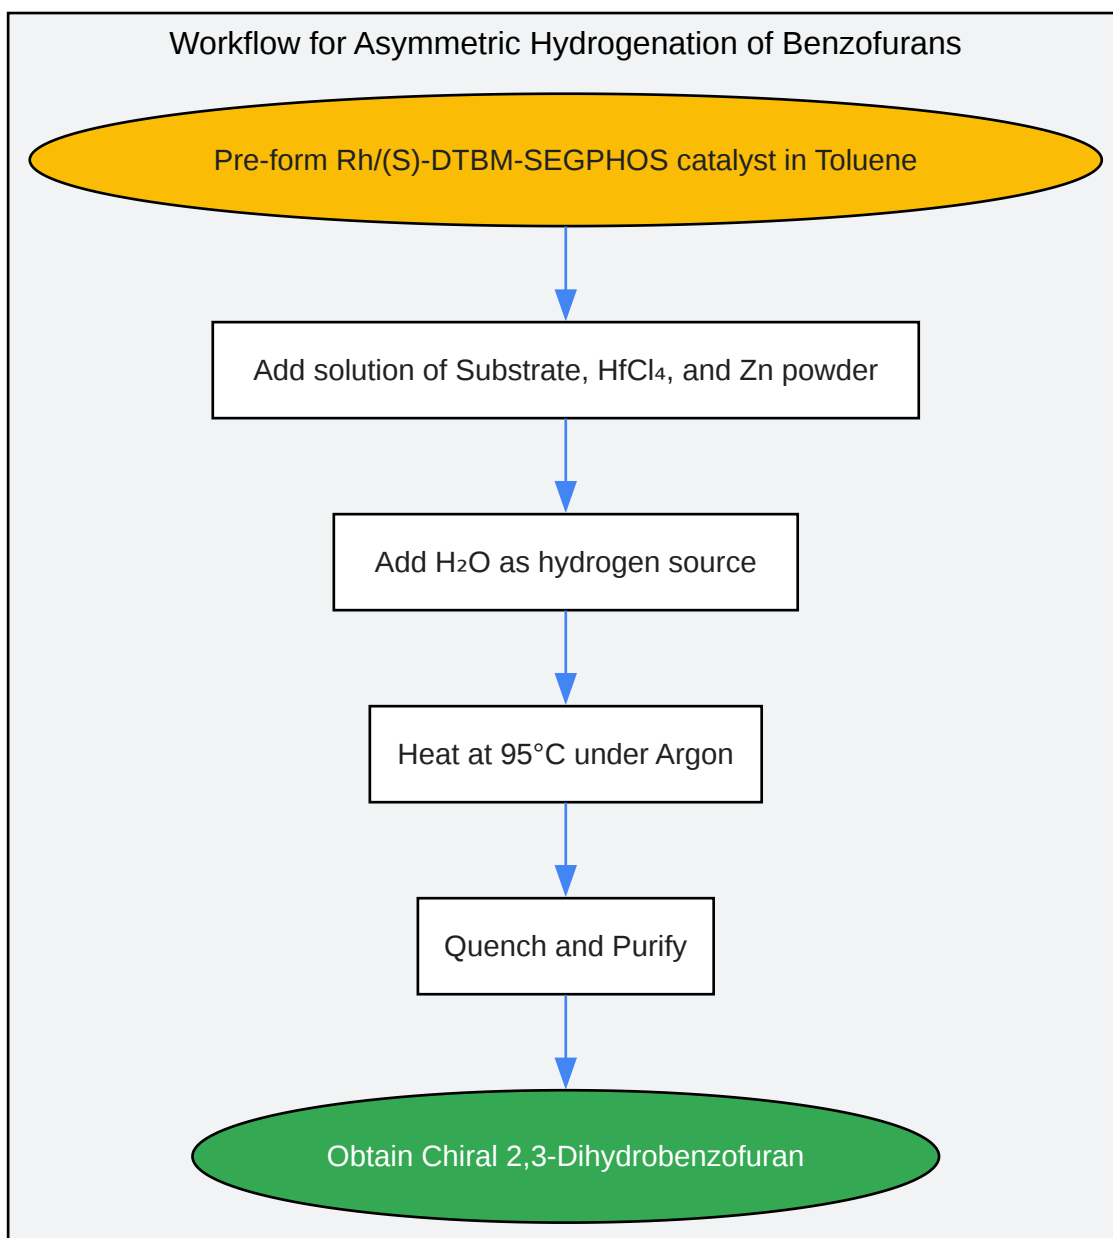 Workflow for Asymmetric Hydrogenation of Benzofurans
Pre-form Rh/(S)-DTBM-SEGPHOS catalyst in Toluene
Add solution of Substrate, HfCl₄, and Zn powder
Add H₂O as hydrogen source
Heat at 95°C under Argon
Quench and Purify
Obtain Chiral 2,3-Dihydrobenzofuran